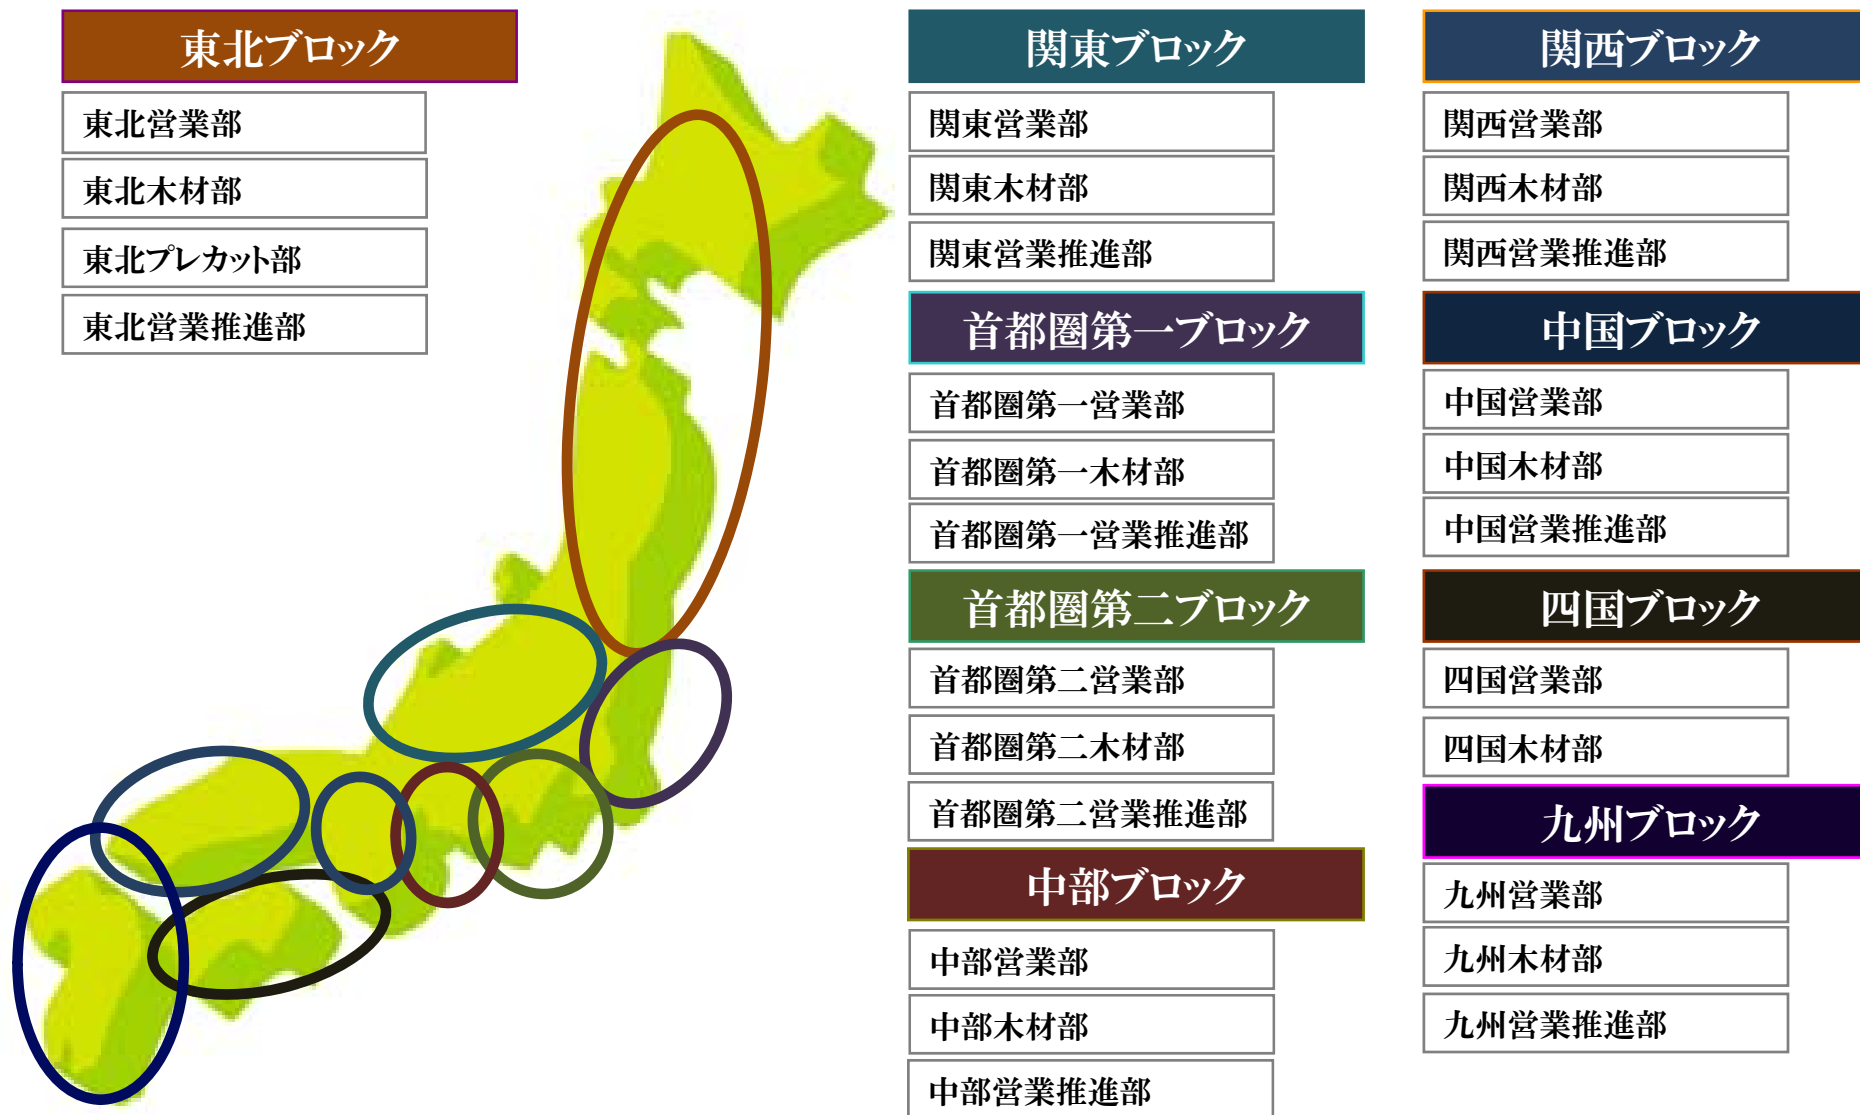 東北ブロック
東北営業部
東北木材部
東北プレカット部
東北営業推進部
関東ブロック
関東営業部
関東木材部
関東営業推進部
首都圏第一ブロック
首都圏第一営業部
首都圏第一木材部
首都圏第一営業推進部
首都圏第二ブロック
首都圏第二営業部
首都圏第二木材部
首都圏第二営業推進部
中部ブロック
中部営業部
中部木材部
中部営業推進部
関西ブロック
関西営業部
関西木材部
関西営業推進部
中国ブロック
中国営業部
中国木材部
中国営業推進部
四国ブロック
四国営業部
四国木材部
九州ブロック
九州営業部
九州木材部
九州営業推進部